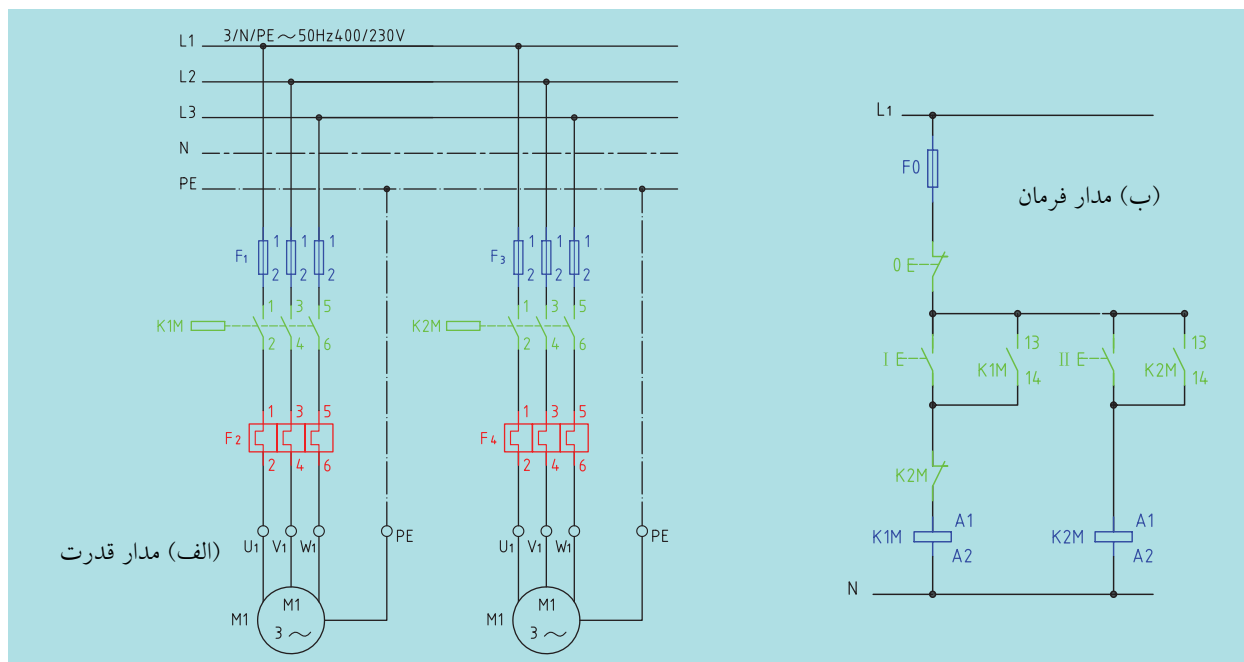 L1 3/N/PE～50Hz400/230V
L2
L3
N
PE
F1 1 1 1
2 2 2
F3 1 1 1
2 2 2
K1M 1 3 5
2 4 6
K2M 1 3 5
2 4 6
F2 1 3 5
2 4 6
F4 1 3 5
2 4 6
U1 V1 W1 PE
U1 V1 W1 PE
M1 M1
3～
M1 M1
3～
(الف) مدار قدرت
L1
F0
(ب) مدار فرمان
0 E
I E K1M 13
14
II E K2M 13
14
K2M
K1M A1
A2
K2M A1
A2
N